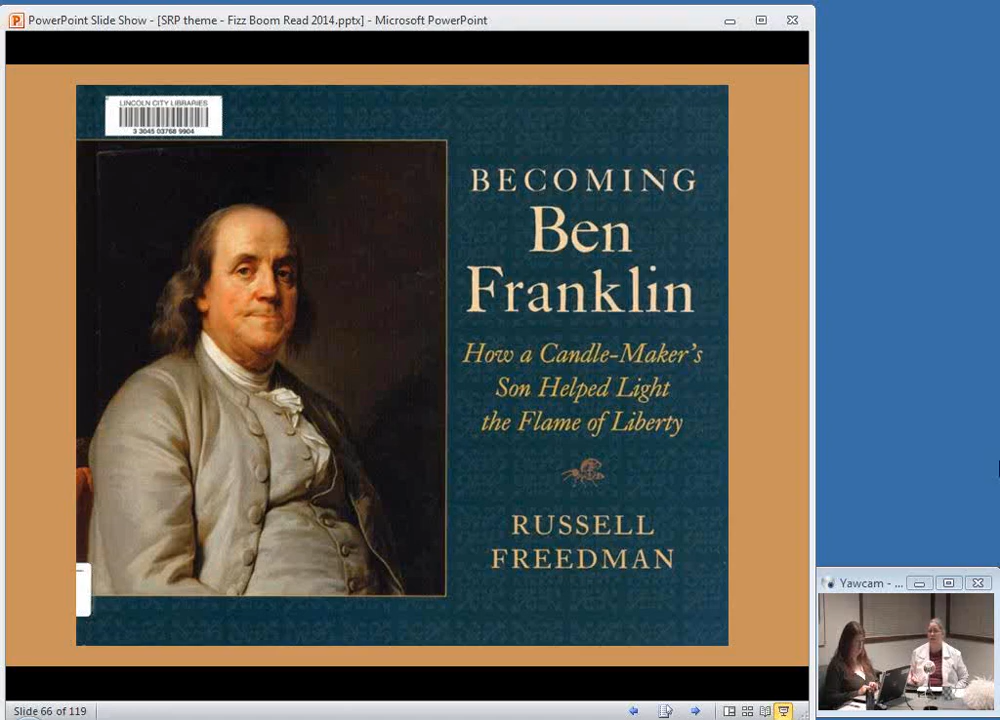 PowerPoint Slide Show - [SRP theme - Fizz Boom Read 2014.pptx] - Microsoft PowerPoint
LINCOLN CITY LIBRARIES
3 3045 03768 9904
BECOMING
Ben
Franklin
How a Candle-Maker's
Son Helped Light
the Flame of Liberty
RUSSELL
FREEDMAN
Yawcam - ...
Slide 66 of 119